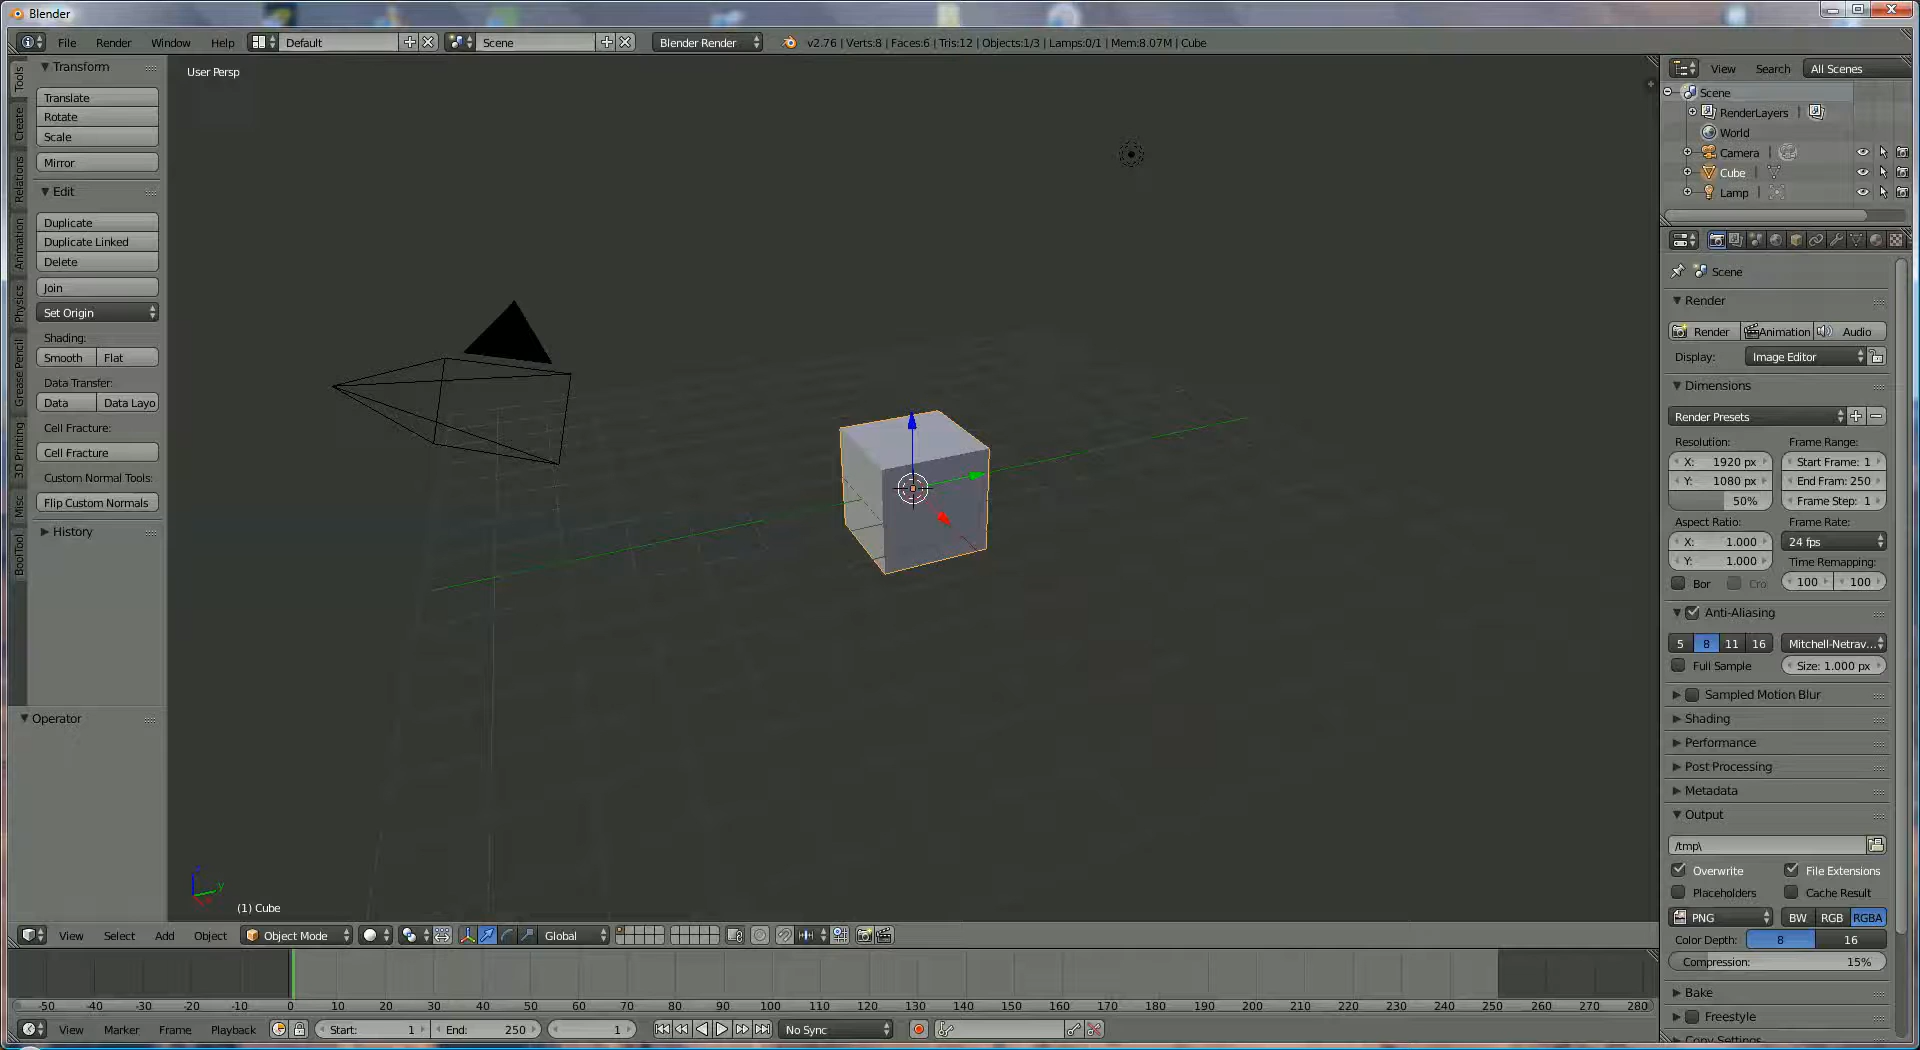 Blender
File Render Window Help Default Scene Blender Render v2.76 | Verts:8 | Faces:6 | Tris:12 | Objects:1/3 | Lamps:0/1 | Mem:8.07M | Cube
Tools
Create
Relations
Animation
Physics
Grease Pencil
3D Printing
Misc
BoolTool
Transform
Translate
Rotate
Scale
Mirror
Edit
Duplicate
Duplicate Linked
Delete
Join
Set Origin
Shading:
Smooth Flat
Data Transfer:
Data Data Layo
Cell Fracture:
Cell Fracture
Custom Normal Tools:
Flip Custom Normals
History
Operator
User Persp
z
y
(1) Cube
View Select Add Object Object Mode Global
-50 -40 -30 -20 -10 0 10 20 30 40 50 60 70 80 90 100 110 120 130 140 150 160 170 180 190 200 210 220 230 240 250 260 270 280
View Marker Frame Playback Start: 1 End: 250 1 No Sync
View Search All Scenes
Scene
RenderLayers |
World
Camera |
Cube |
Lamp |
Scene
Render
Render Animation Audio
Display: Image Editor
Dimensions
Render Presets
Resolution: Frame Range:
X: 1920 px Start Frame: 1
Y: 1080 px End Fram: 250
50% Frame Step: 1
Aspect Ratio: Frame Rate:
X: 1.000 24 fps
Y: 1.000 Time Remapping:
Bor Cro 100 100
Anti-Aliasing
5 8 11 16 Mitchell-Netrav...
Full Sample Size: 1.000 px
Sampled Motion Blur
Shading
Performance
Post Processing
Metadata
Output
/tmp\
Overwrite File Extensions
Placeholders Cache Result
PNG BW RGB RGBA
Color Depth: 8 16
Compression: 15%
Bake
Freestyle